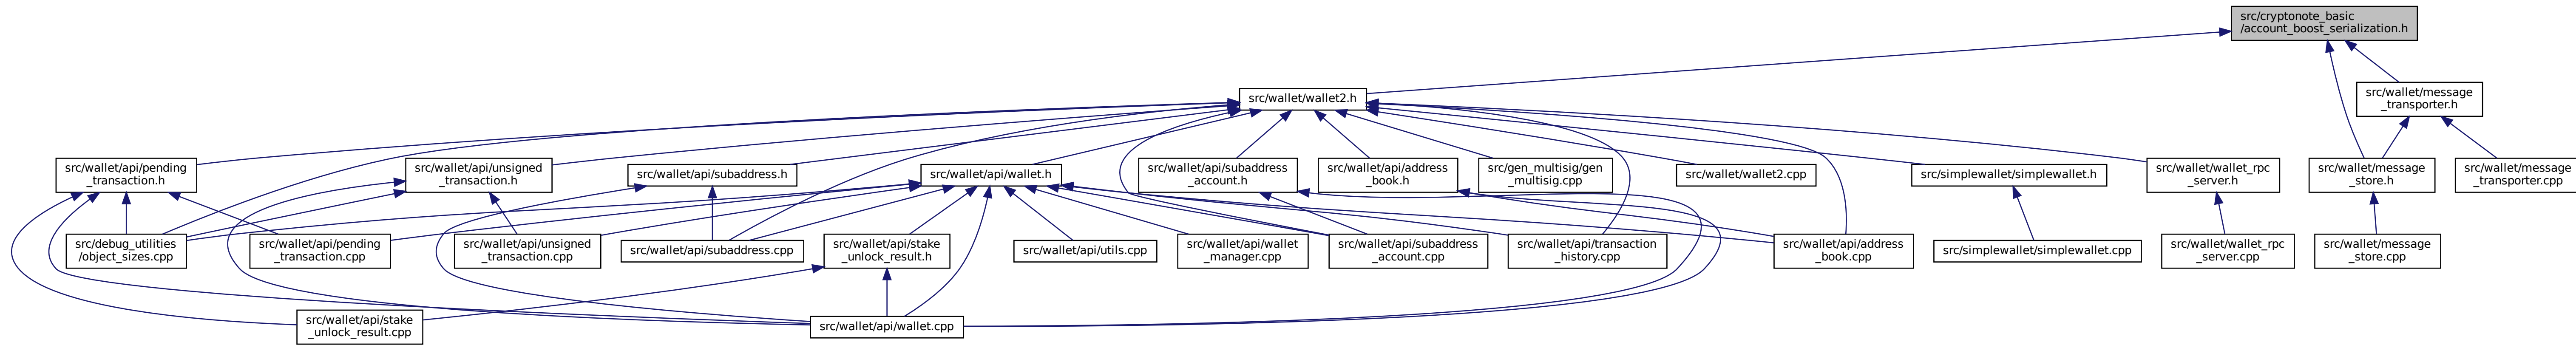 src/cryptonote_basic
/account_boost_serialization.h
src/wallet/message
_transporter.h
src/wallet/wallet2.h
src/wallet/api/pending
_transaction.h
src/wallet/api/unsigned
_transaction.h
src/wallet/api/subaddress.h
src/wallet/api/wallet.h
src/wallet/api/subaddress
_account.h
src/wallet/api/address
_book.h
src/gen_multisig/gen
_multisig.cpp
src/wallet/wallet2.cpp
src/simplewallet/simplewallet.h
src/wallet/wallet_rpc
_server.h
src/wallet/message
_store.h
src/wallet/message
_transporter.cpp
src/debug_utilities
/object_sizes.cpp
src/wallet/api/pending
_transaction.cpp
src/wallet/api/unsigned
_transaction.cpp
src/wallet/api/subaddress.cpp
src/wallet/api/stake
_unlock_result.h
src/wallet/api/utils.cpp
src/wallet/api/wallet
_manager.cpp
src/wallet/api/subaddress
_account.cpp
src/wallet/api/transaction
_history.cpp
src/wallet/api/address
_book.cpp
src/simplewallet/simplewallet.cpp
src/wallet/wallet_rpc
_server.cpp
src/wallet/message
_store.cpp
src/wallet/api/stake
_unlock_result.cpp
src/wallet/api/wallet.cpp